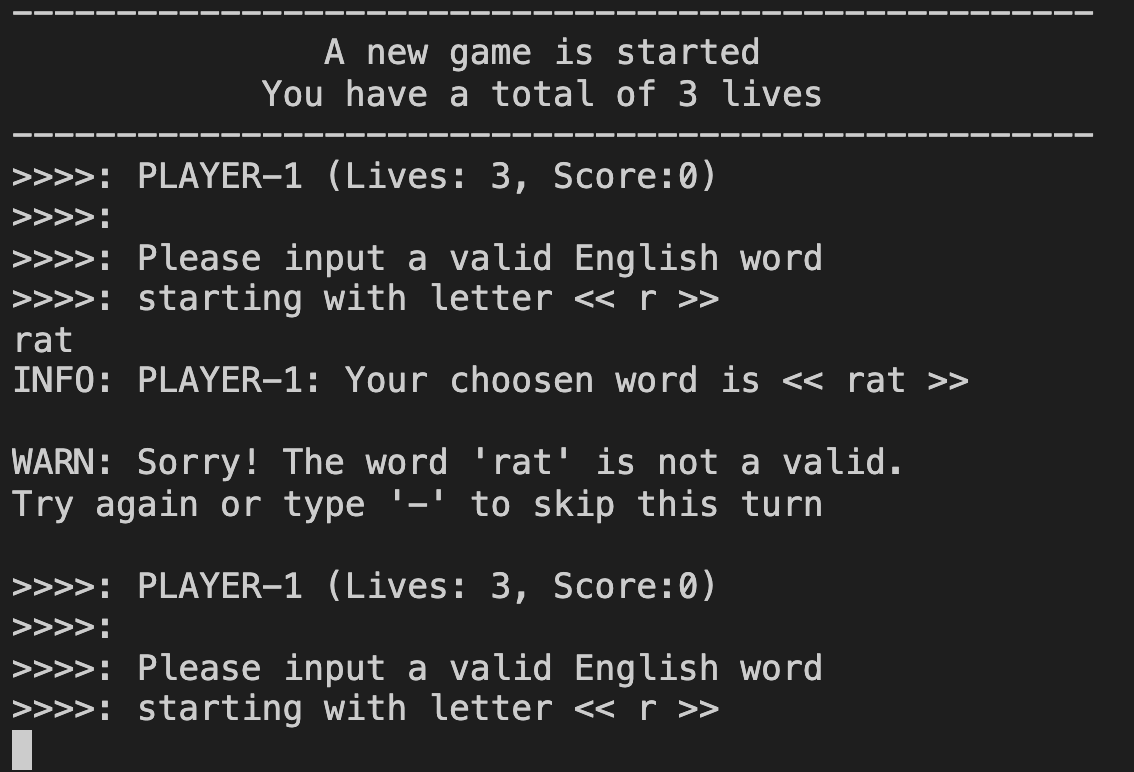 ----------------------------------------------------
A new game is started
You have a total of 3 lives
----------------------------------------------------
>>>>: PLAYER-1 (Lives: 3, Score:0)
>>>>:
>>>>: Please input a valid English word
>>>>: starting with letter << r >>
rat
INFO: PLAYER-1: Your choosen word is << rat >>
WARN: Sorry! The word 'rat' is not a valid.
Try again or type '-' to skip this turn
>>>>: PLAYER-1 (Lives: 3, Score:0)
>>>>:
>>>>: Please input a valid English word
>>>>: starting with letter << r >>